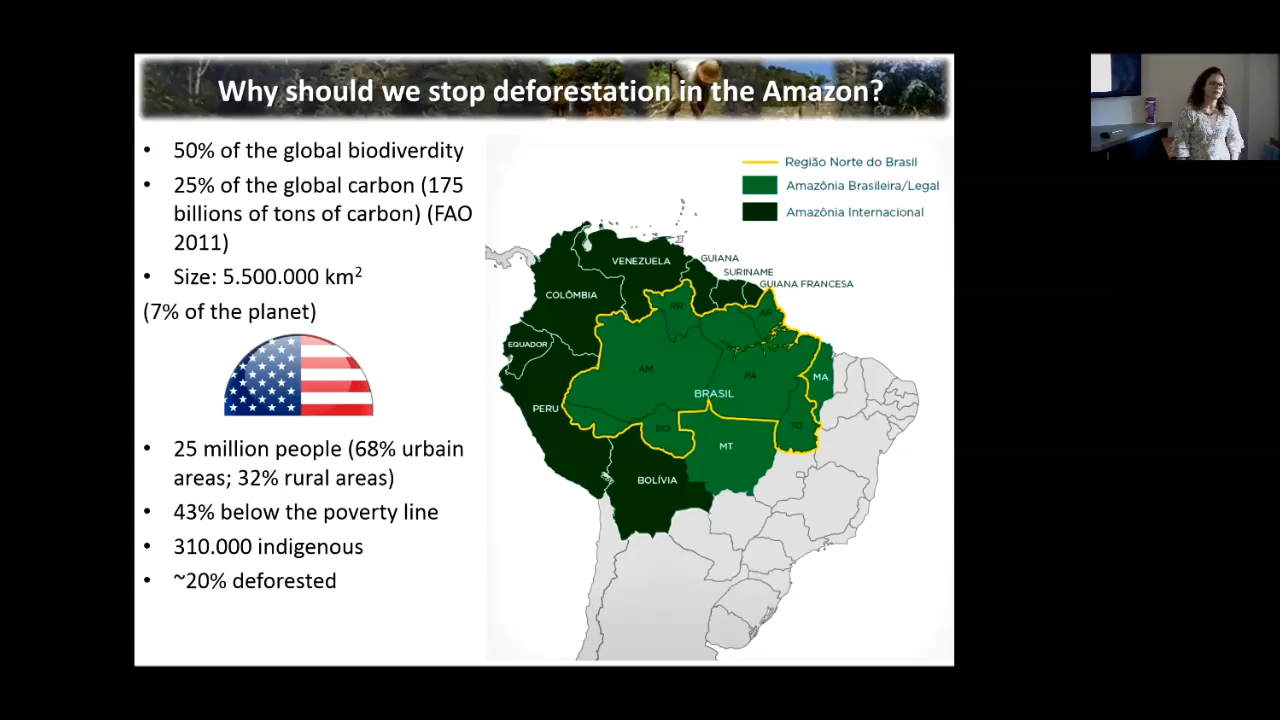 Why should we stop deforestation in the Amazon?
• 50% of the global biodiverdity
• 25% of the global carbon (175
billions of tons of carbon) (FAO
2011)
• Size: 5.500.000 km²
(7% of the planet)
• 25 million people (68% urban
areas; 32% rural areas)
• 43% below the poverty line
• 310.000 indigenous
• ~20% deforested
Região Norte do Brasil
Amazônia Brasileira/Legal
Amazônia Internacional
VENEZUELA
GUIANA
SURINAME
GUIANA FRANCESA
COLÔMBIA
RR
AP
EQUADOR
AM
PA
MA
BRASIL
PERU
RO
TO
MT
BOLÍVIA